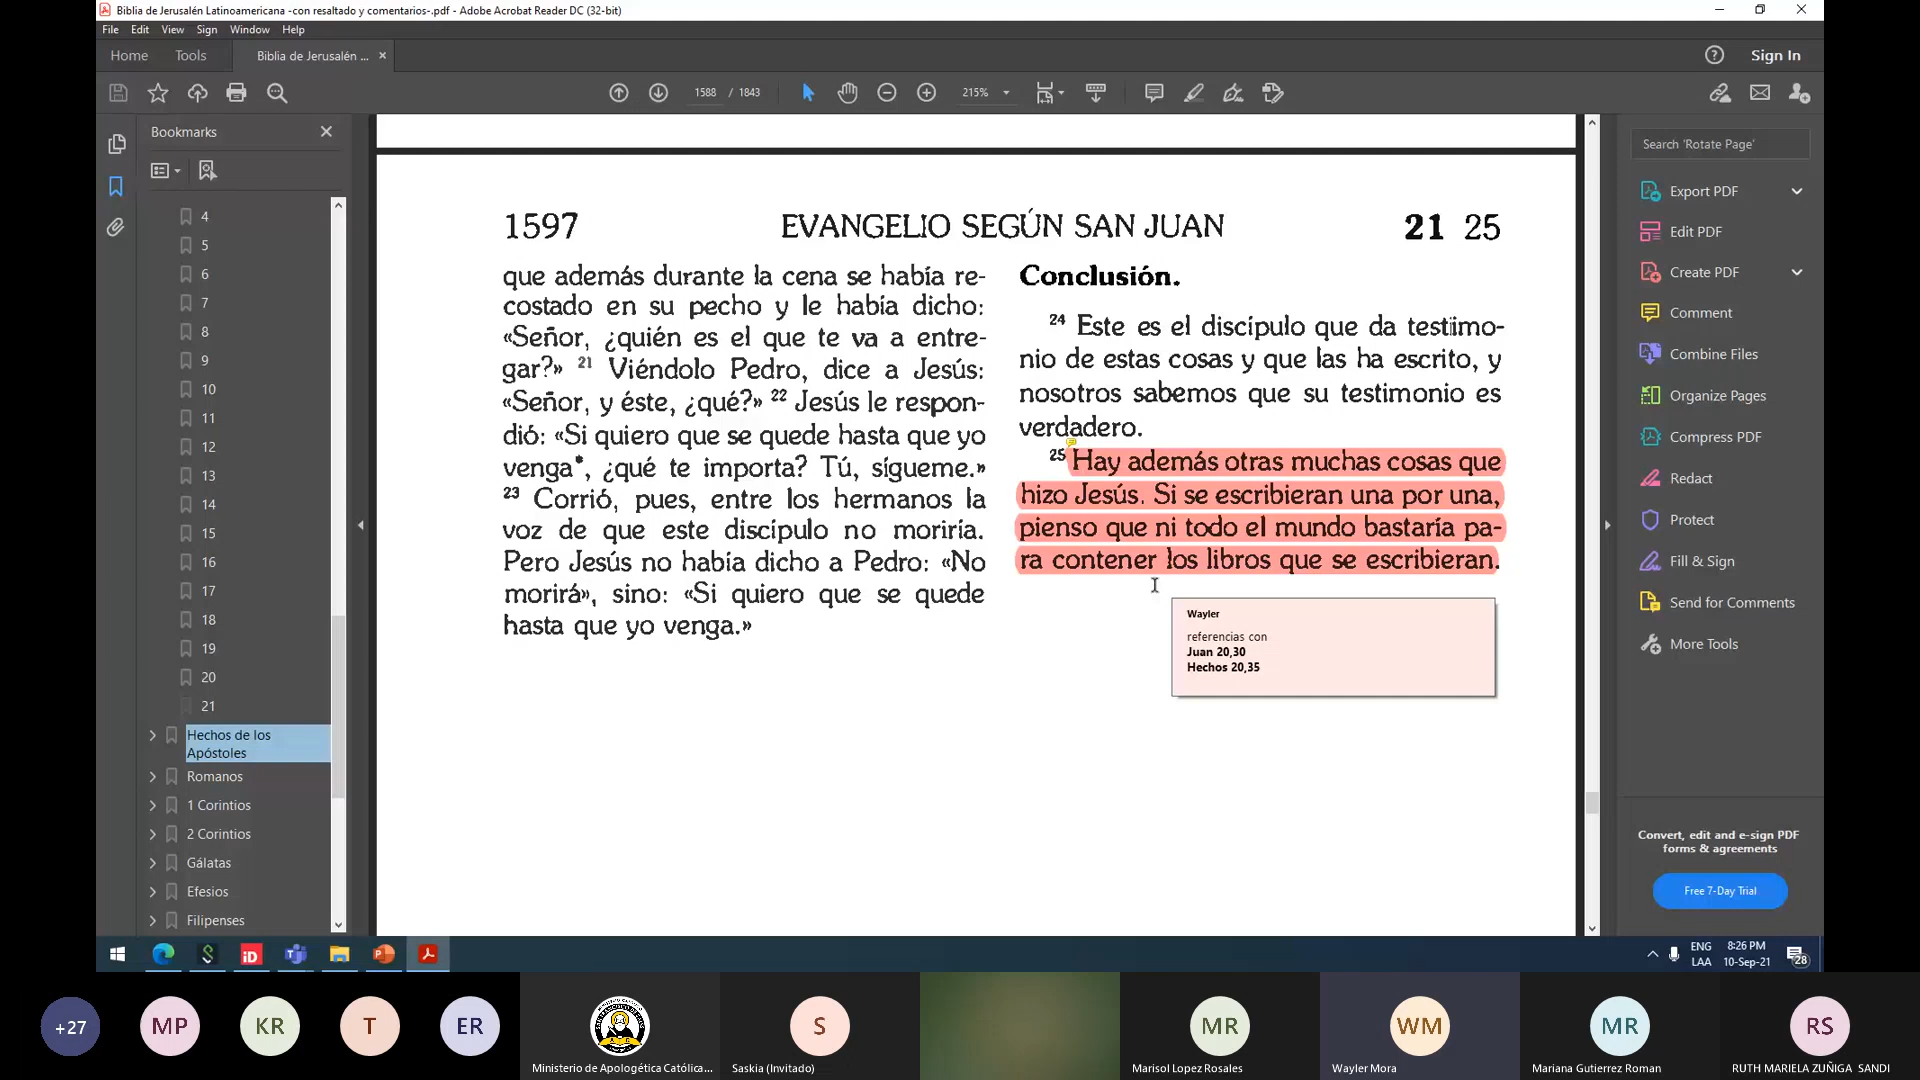 Biblia de Jerusalén Latinoamericana -con resaltado y comentarios-.pdf - Adobe Acrobat Reader DC (32-bit)
File Edit View Sign Window Help
Home Tools Biblia de Jerusalén ... ×
Sign In
1588 / 1843
215%
Bookmarks
4
5
6
7
8
9
10
11
12
13
14
15
16
17
18
19
20
21
Hechos de los
Apóstoles
Romanos
1 Corintios
2 Corintios
Gálatas
Efesios
Filipenses
1597 EVANGELIO SEGÚN SAN JUAN 21 25
que además durante la cena se había re-
costado en su pecho y le había dicho:
«Señor, ¿quién es el que te va a entre-
gar?» 21 Viéndolo Pedro, dice a Jesús:
«Señor, y éste, ¿qué?» 22 Jesús le respon-
dió: «Si quiero que se quede hasta que yo
venga*, ¿qué te importa? Tú, sígueme.»
23 Corrió, pues, entre los hermanos la
voz de que este discípulo no moriría.
Pero Jesús no había dicho a Pedro: «No
morirá», sino: «Si quiero que se quede
hasta que yo venga.»
Conclusión.
24 Este es el discípulo que da testimo-
nio de estas cosas y que las ha escrito, y
nosotros sabemos que su testimonio es
verdadero.
25 Hay además otras muchas cosas que
hizo Jesús. Si se escribieran una por una,
pienso que ni todo el mundo bastaría pa-
ra contener los libros que se escribieran.
Wayler
referencias con
Juan 20,30
Hechos 20,35
Search 'Rotate Page'
Export PDF
Edit PDF
Create PDF
Comment
Combine Files
Organize Pages
Compress PDF
Redact
Protect
Fill & Sign
Send for Comments
More Tools
Convert, edit and e-sign PDF
forms & agreements
Free 7-Day Trial
ENG
LAA
8:26 PM
10-Sep-21
28
+27
MP
KR
T
ER
Ministerio de Apologética Católica...
S
Saskia (Invitado)
MR
Marisol Lopez Rosales
WM
Wayler Mora
MR
Mariana Gutierrez Roman
RS
RUTH MARIELA ZUÑIGA SANDI